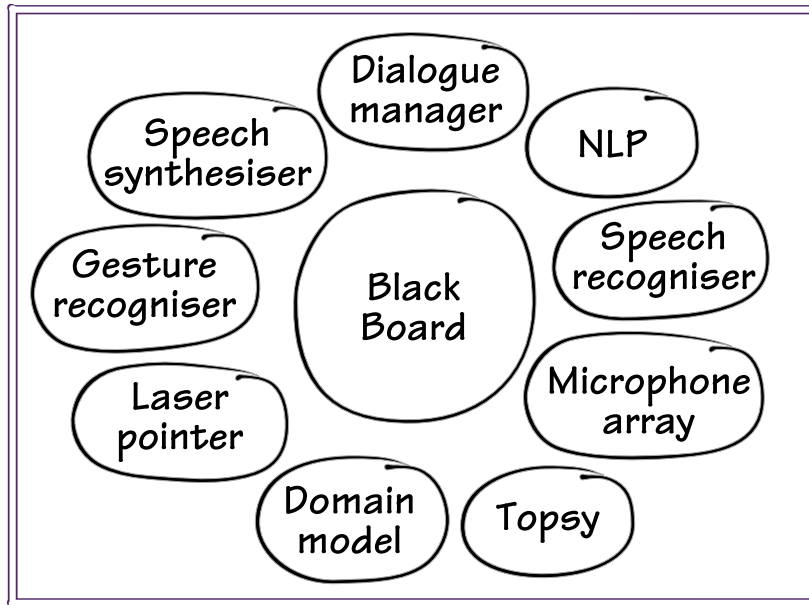 Dialogue
manager
Speech
synthesiser
NLP
Speech
recogniser
Gesture
recogniser
Black
Board
Microphone
array
Laser
pointer
Domain
model
Topsy